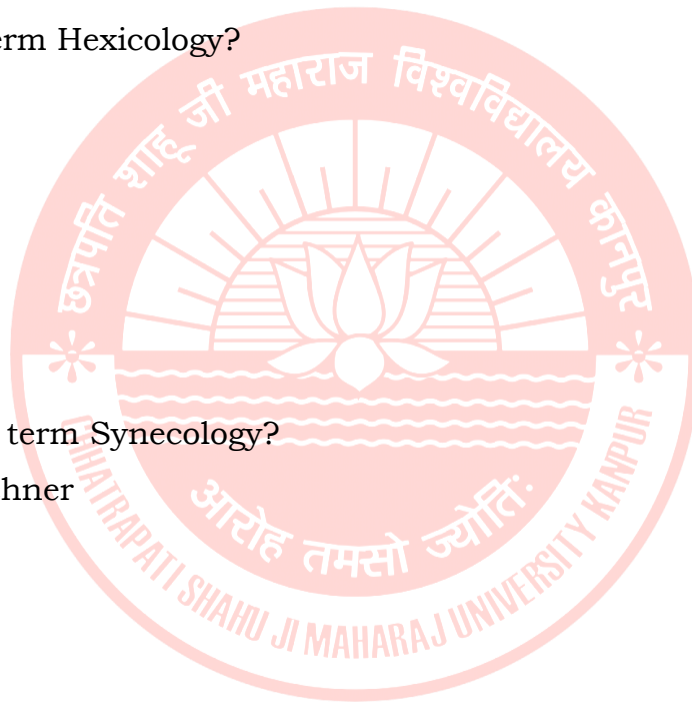 erm Hexicology?
छत्रपति शाहू जी महाराज विश्वविद्यालय कानपुर
term Synecology?
hner
आरोह तमसो ज्योतिः
CHHATRAPATI SHAHU JI MAHARAJ UNIVERSITY KANPUR